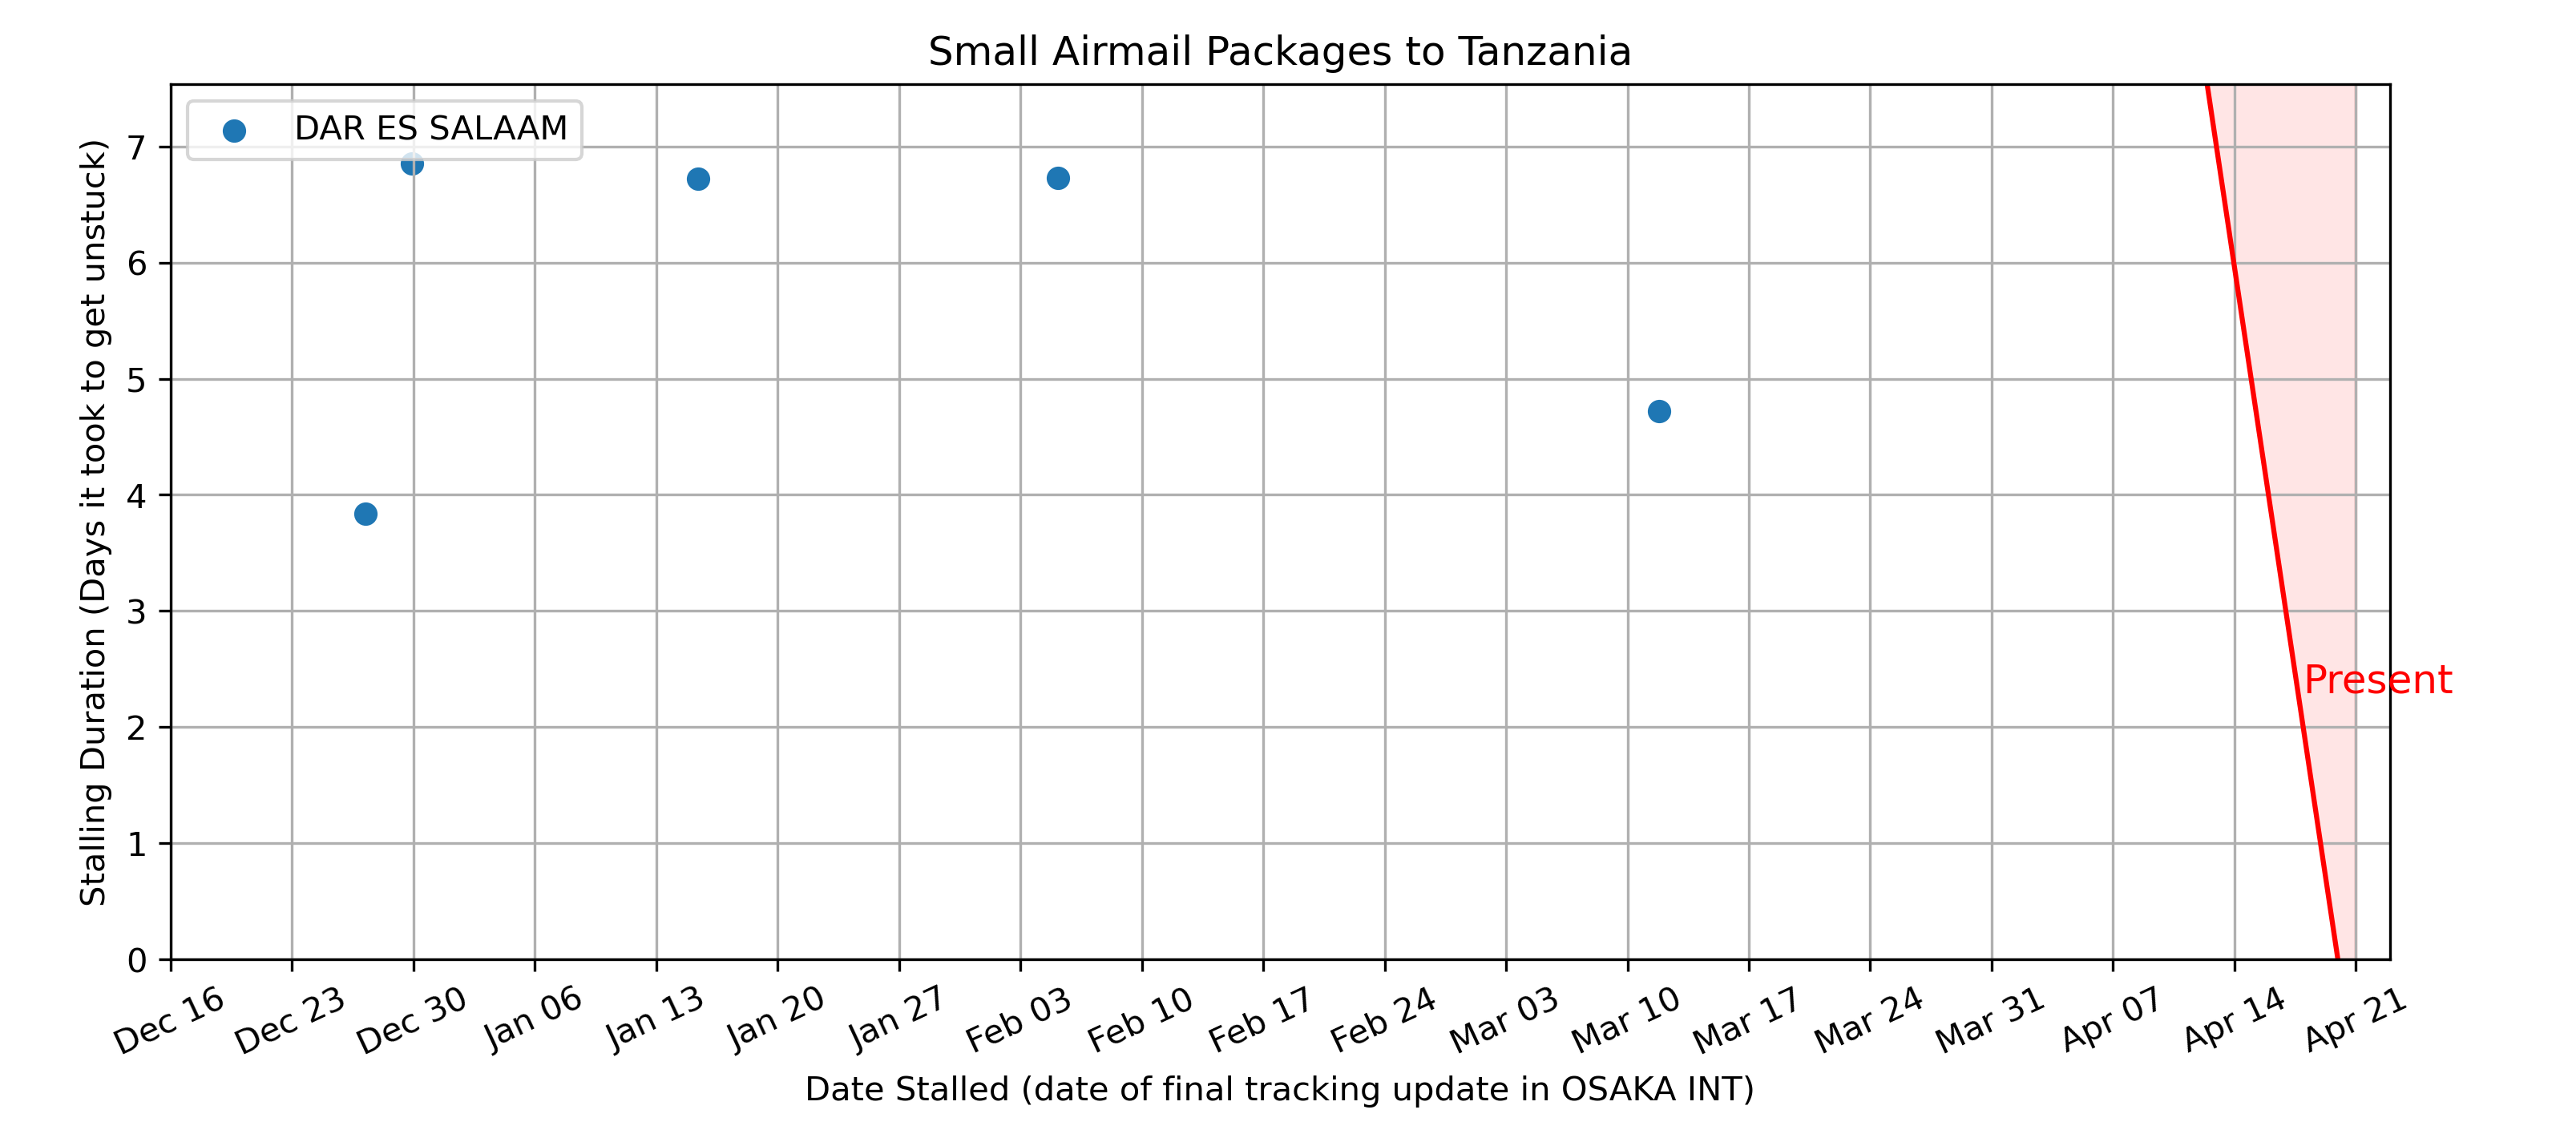 Small Airmail Packages to Tanzania
DAR ES SALAAM
Stalling Duration (Days it took to get unstuck)
7
6
5
4
3
2
1
0
Present
Dec 16
Dec 23
Dec 30
Jan 06
Jan 13
Jan 20
Jan 27
Feb 03
Feb 10
Feb 17
Feb 24
Mar 03
Mar 10
Mar 17
Mar 24
Mar 31
Apr 07
Apr 14
Apr 21
Date Stalled (date of final tracking update in OSAKA INT)